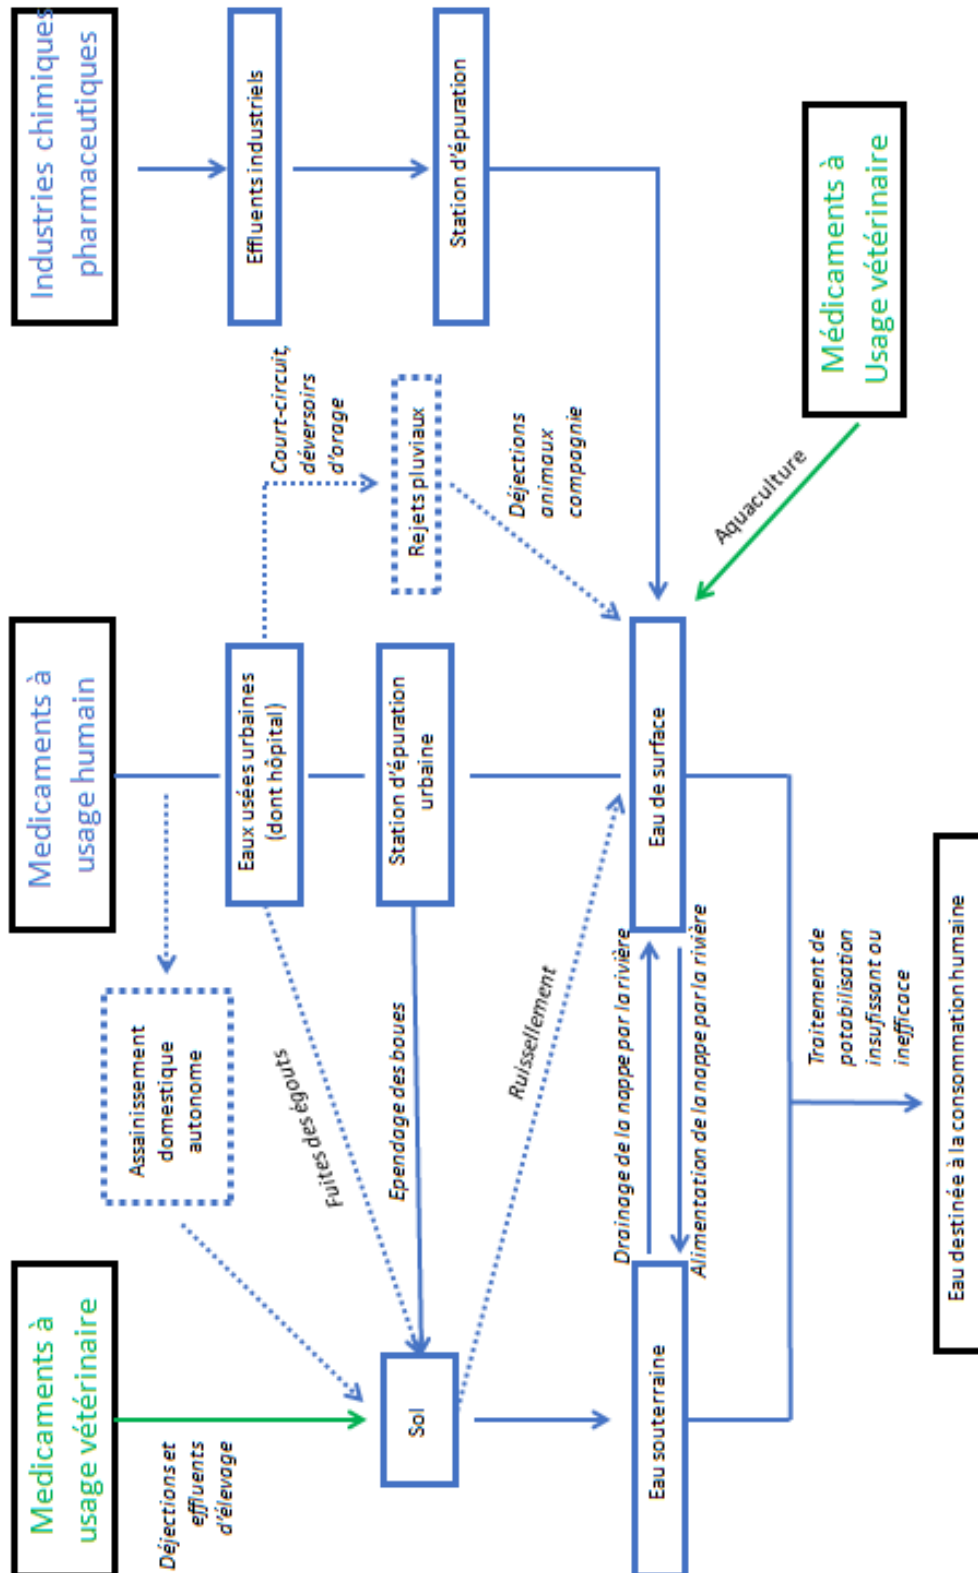 Medicaments à
usage vétérinaire
Medicaments à
usage humain
Industries chimiques
pharmaceutiques
Déjections et
effluents
d'élevage
Assainissement
domestique
autonome
Eaux usées urbaines
(dont hôpital)
Effluents industriels
Court-circuit,
déversoirs
d'orage
Fuites des égouts
Sol
Ependage des boues
Station d'épuration
urbaine
Rejets pluviaux
Station d'épuration
Déjections
animaux
compagnie
Ruissellement
Eau souterraine
Drainage de la nappe par la rivière
Alimentation de la nappe par la rivière
Eau de surface
Aquaculture
Médicaments à
Usage vétérinaire
Traitement de
potabilisation
insuffisant ou
inefficace
Eau destinée à la consommation humaine